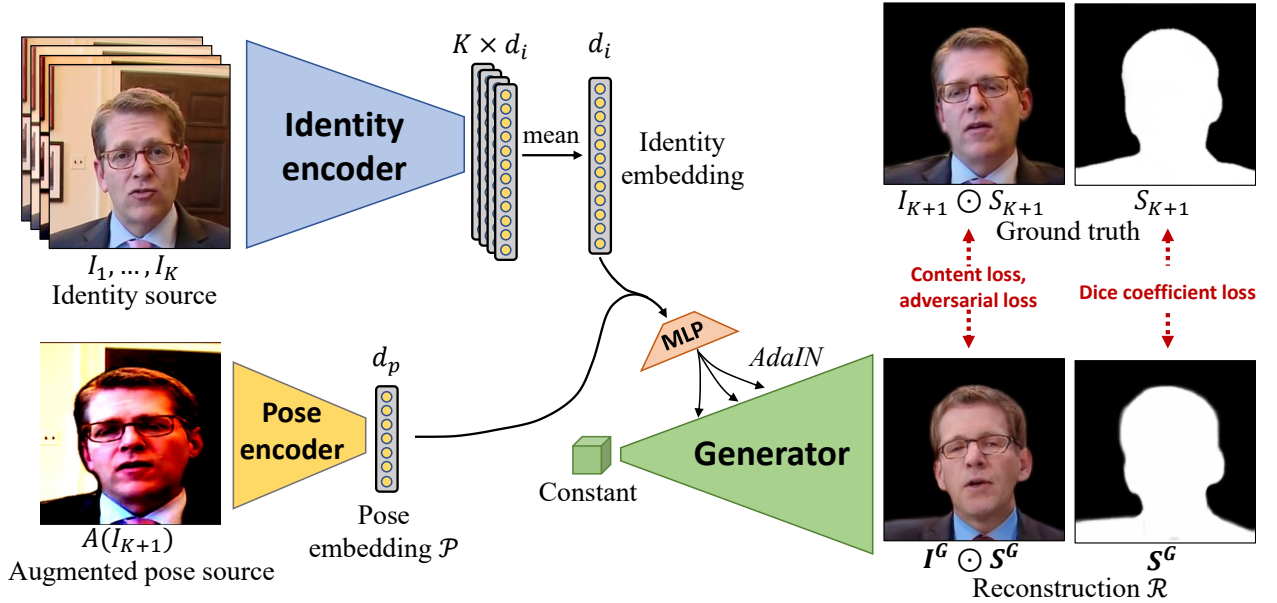 K × d_i
d_i
Identity
encoder
mean
Identity
embedding
I_1, … , I_K
Identity source
I_{K+1} ⊙ S_{K+1}
S_{K+1}
Ground truth
Content loss,
adversarial loss
Dice coefficient loss
MLP
AdaIN
d_p
Pose
encoder
Generator
Constant
Pose
embedding 𝒫
A(I_{K+1})
Augmented pose source
I^G ⊙ S^G
S^G
Reconstruction ℛ